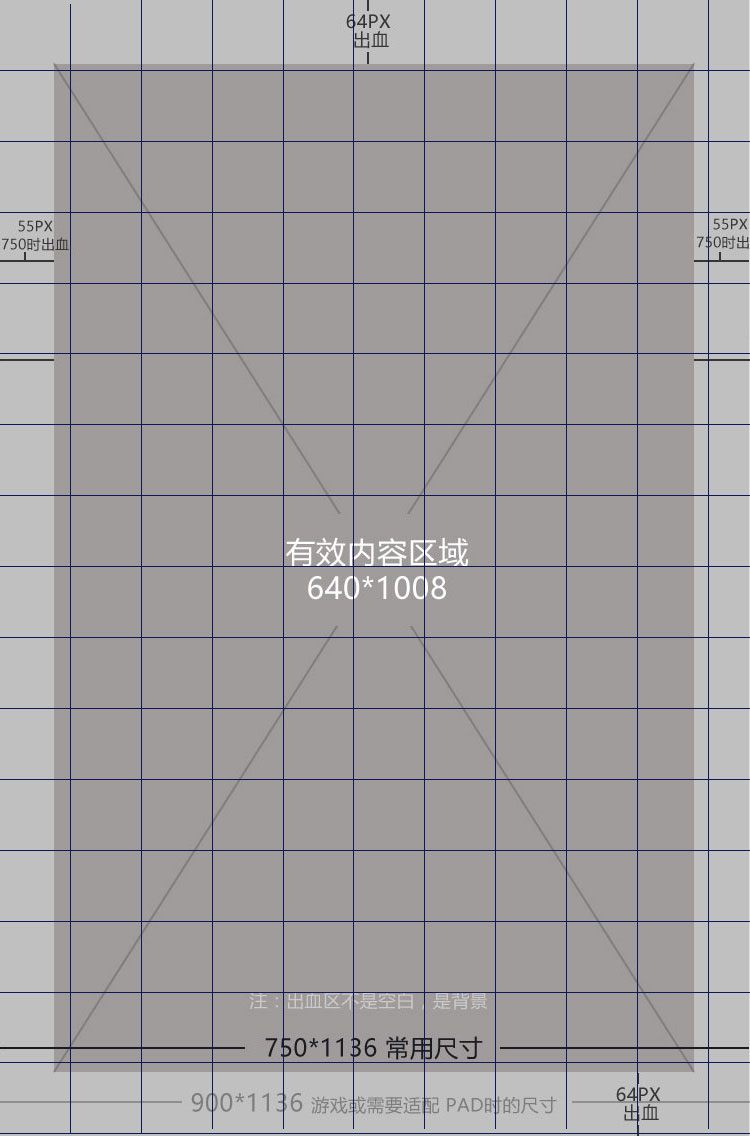 64PX
出血
55PX
750时出血
55PX
750时出
有效内容区域
640*1008
注：出血区不是空白，是背景
750*1136 常用尺寸
900*1136 游戏或需要适配 PAD时的尺寸
64PX
出血